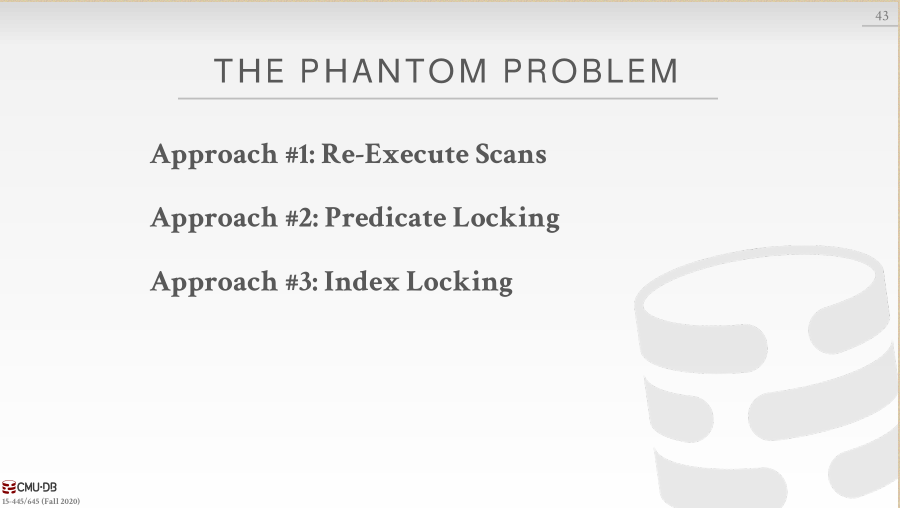 43
THE PHANTOM PROBLEM
Approach #1: Re-Execute Scans
Approach #2: Predicate Locking
Approach #3: Index Locking
CMU·DB
15-445/645 (Fall 2020)